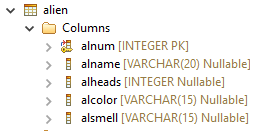 alien
Columns
alnum [INTEGER PK]
alname [VARCHAR(20) Nullable]
alheads [INTEGER Nullable]
alcolor [VARCHAR(15) Nullable]
alsmell [VARCHAR(15) Nullable]